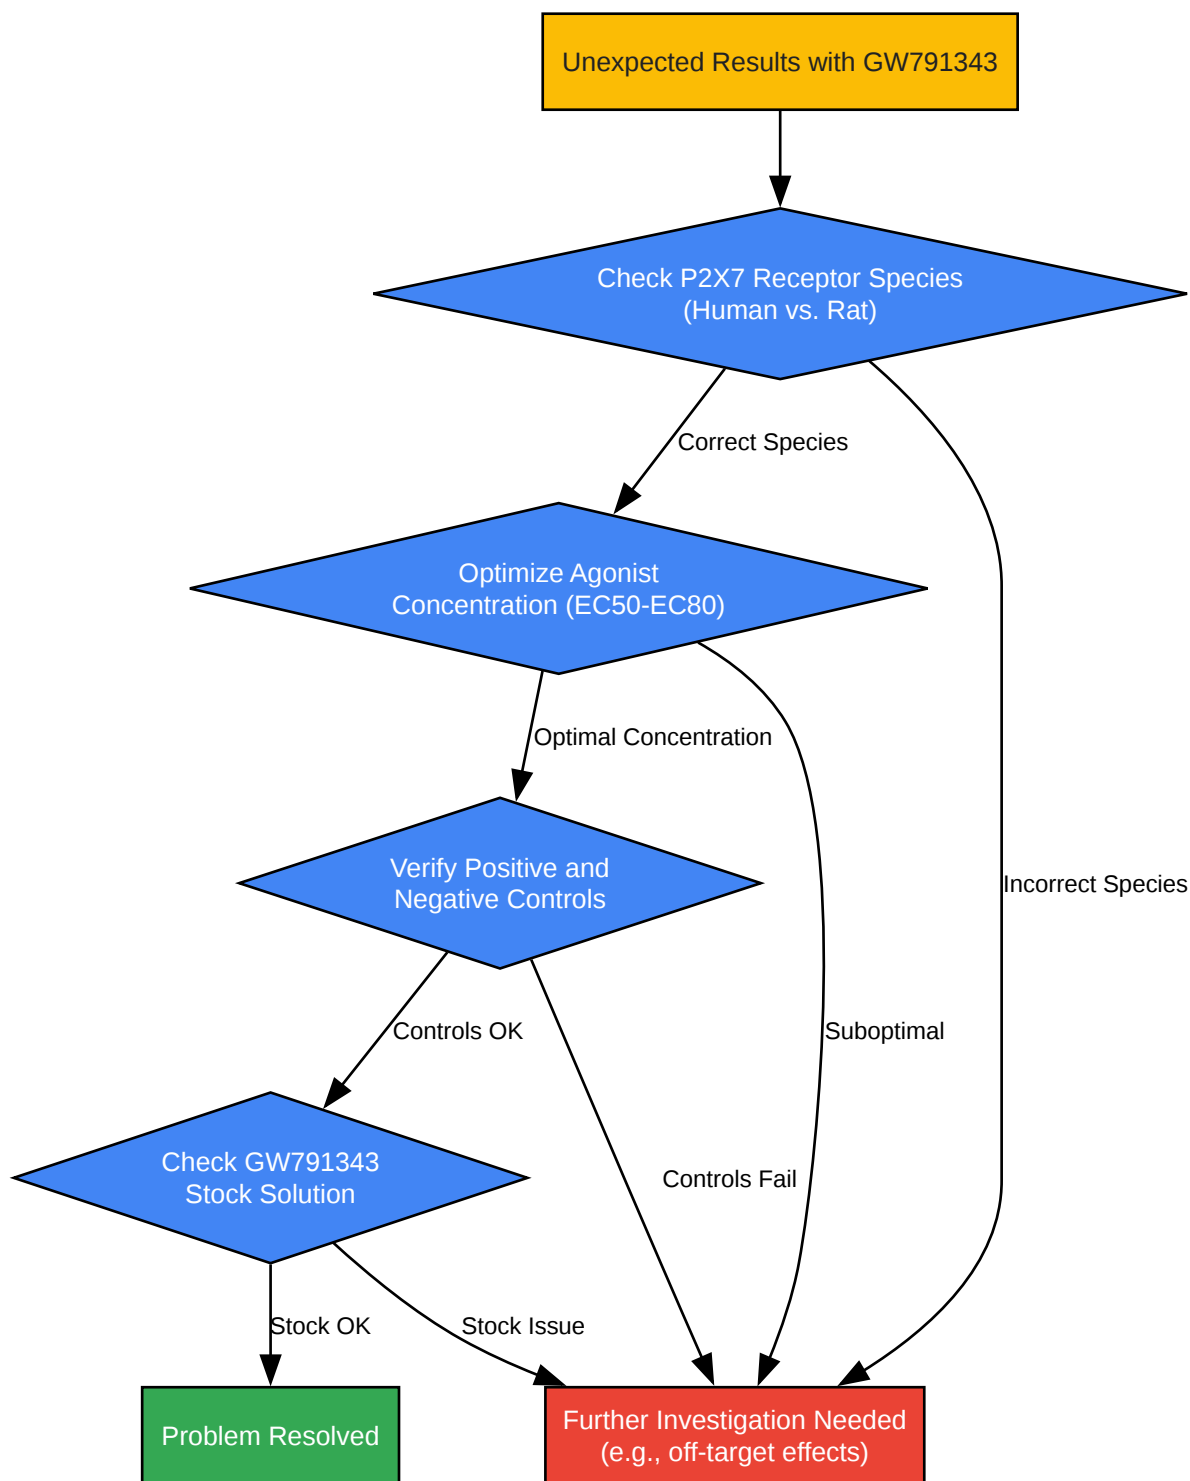 Unexpected Results with GW791343
Check P2X7 Receptor Species
(Human vs. Rat)
Correct Species
Optimize Agonist
Concentration (EC50-EC80)
Optimal Concentration
Verify Positive and
Negative Controls
Incorrect Species
Controls OK
Suboptimal
Check GW791343
Stock Solution
Controls Fail
Stock OK
Stock Issue
Problem Resolved
Further Investigation Needed
(e.g., off-target effects)